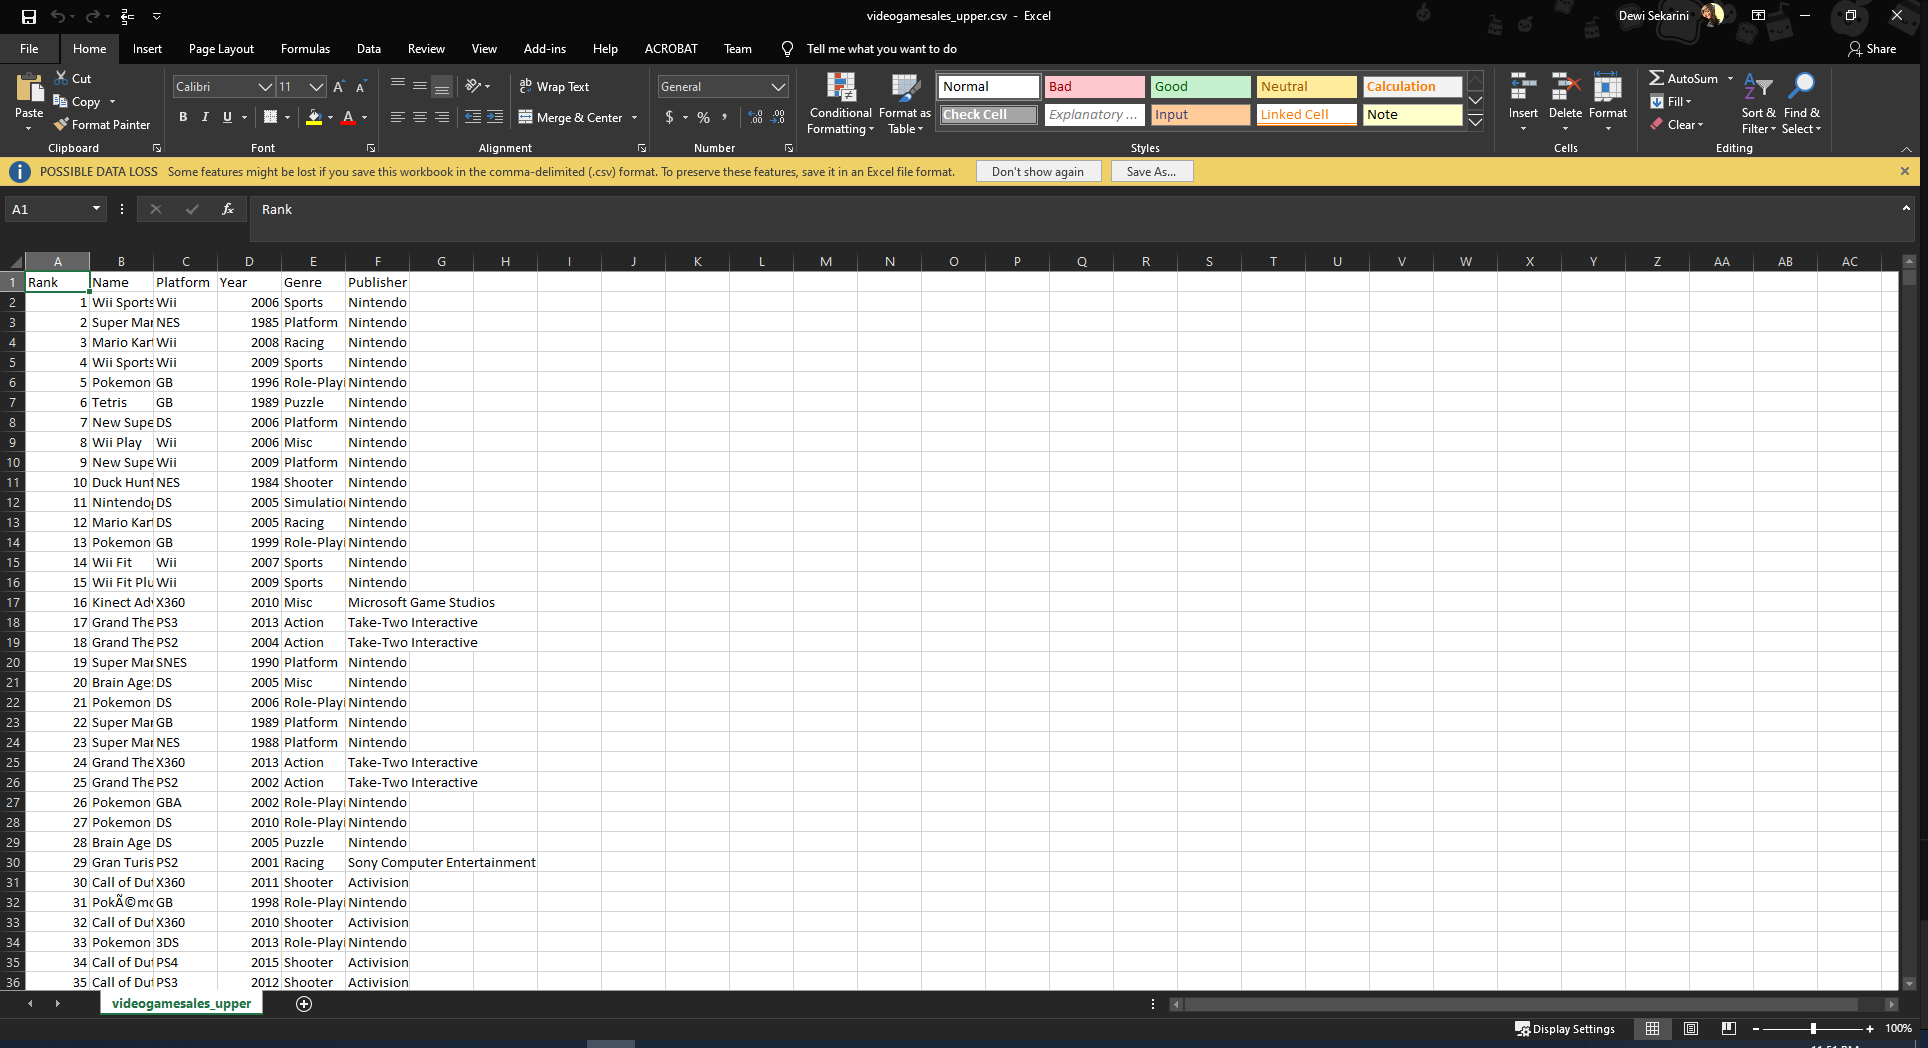 videogamesales_upper.csv - Excel
Dewi Sekarini
File Home Insert Page Layout Formulas Data Review View Add-ins Help ACROBAT Team Tell me what you want to do Share
Paste
Cut
Copy
Format Painter
Clipboard
Calibri 11
B I U
Font
Wrap Text
Merge & Center
Alignment
General
$ % ,
Number
Conditional Formatting
Format as Table
Normal Bad Good Neutral Calculation
Check Cell Explanatory ... Input Linked Cell Note
Styles
Insert Delete Format
Cells
AutoSum
Fill
Clear
Sort & Filter
Find & Select
Editing
POSSIBLE DATA LOSS Some features might be lost if you save this workbook in the comma-delimited (.csv) format. To preserve these features, save it in an Excel file format. Don't show again Save As...
A1 fx Rank
A B C D E F G H I J K L M N O P Q R S T U V W X Y Z AA AB AC
1 Rank Name Platform Year Genre Publisher
2 1 Wii Sports Wii 2006 Sports Nintendo
3 2 Super Mar NES 1985 Platform Nintendo
4 3 Mario Kart Wii 2008 Racing Nintendo
5 4 Wii Sports Wii 2009 Sports Nintendo
6 5 Pokemon GB 1996 Role-Playi Nintendo
7 6 Tetris GB 1989 Puzzle Nintendo
8 7 New Supe DS 2006 Platform Nintendo
9 8 Wii Play Wii 2006 Misc Nintendo
10 9 New Supe Wii 2009 Platform Nintendo
11 10 Duck Hunt NES 1984 Shooter Nintendo
12 11 Nintendog DS 2005 Simulation Nintendo
13 12 Mario Kart DS 2005 Racing Nintendo
14 13 Pokemon GB 1999 Role-Playi Nintendo
15 14 Wii Fit Wii 2007 Sports Nintendo
16 15 Wii Fit Plu Wii 2009 Sports Nintendo
17 16 Kinect Adv X360 2010 Misc Microsoft Game Studios
18 17 Grand The PS3 2013 Action Take-Two Interactive
19 18 Grand The PS2 2004 Action Take-Two Interactive
20 19 Super Mar SNES 1990 Platform Nintendo
21 20 Brain Age: DS 2005 Misc Nintendo
22 21 Pokemon DS 2006 Role-Playi Nintendo
23 22 Super Mar GB 1989 Platform Nintendo
24 23 Super Mar NES 1988 Platform Nintendo
25 24 Grand The X360 2013 Action Take-Two Interactive
26 25 Grand The PS2 2002 Action Take-Two Interactive
27 26 Pokemon GBA 2002 Role-Playi Nintendo
28 27 Pokemon DS 2010 Role-Playi Nintendo
29 28 Brain Age DS 2005 Puzzle Nintendo
30 29 Gran Turis PS2 2001 Racing Sony Computer Entertainment
31 30 Call of Dut X360 2011 Shooter Activision
32 31 PokÃ©mo GB 1998 Role-Playi Nintendo
33 32 Call of Dut X360 2010 Shooter Activision
34 33 Pokemon 3DS 2013 Role-Playi Nintendo
35 34 Call of Dut PS4 2015 Shooter Activision
36 35 Call of Dut PS3 2012 Shooter Activision
videogamesales_upper
Display Settings 100%